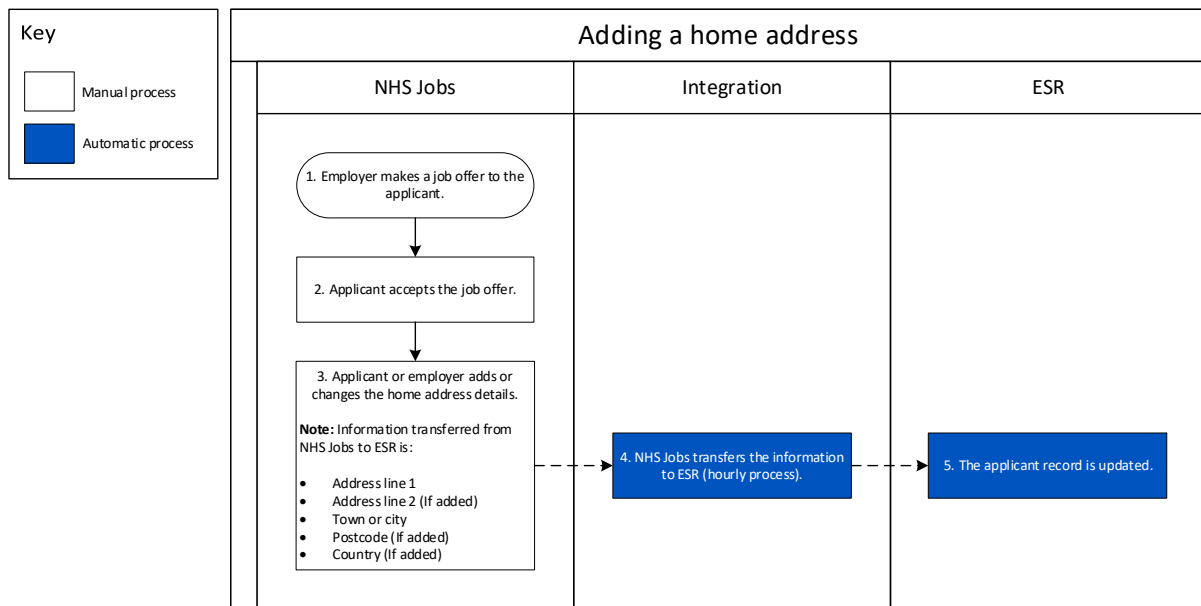 Key
Manual process
Automatic process
Adding a home address
NHS Jobs
Integration
ESR
1. Employer makes a job offer to the
applicant.
2. Applicant accepts the job offer.
3. Applicant or employer adds or
changes the home address details.
Note: Information transferred from
NHS Jobs to ESR is:
• Address line 1
• Address line 2 (If added)
• Town or city
• Postcode (If added)
• Country (If added)
4. NHS Jobs transfers the information
to ESR (hourly process).
5. The applicant record is updated.